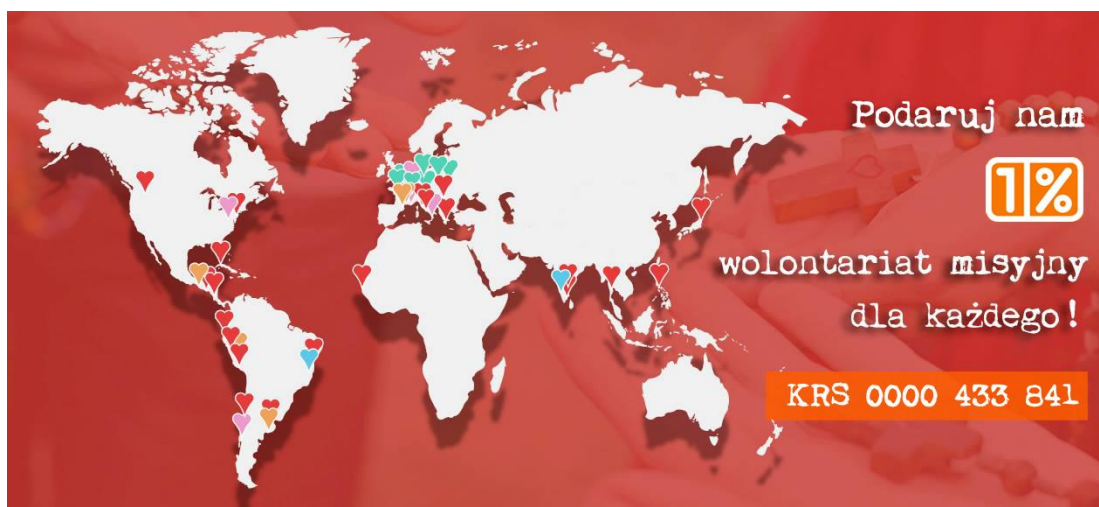 Podaruj nam
1%
wolontariat misyjny
dla każdego!
KRS 0000 433 841